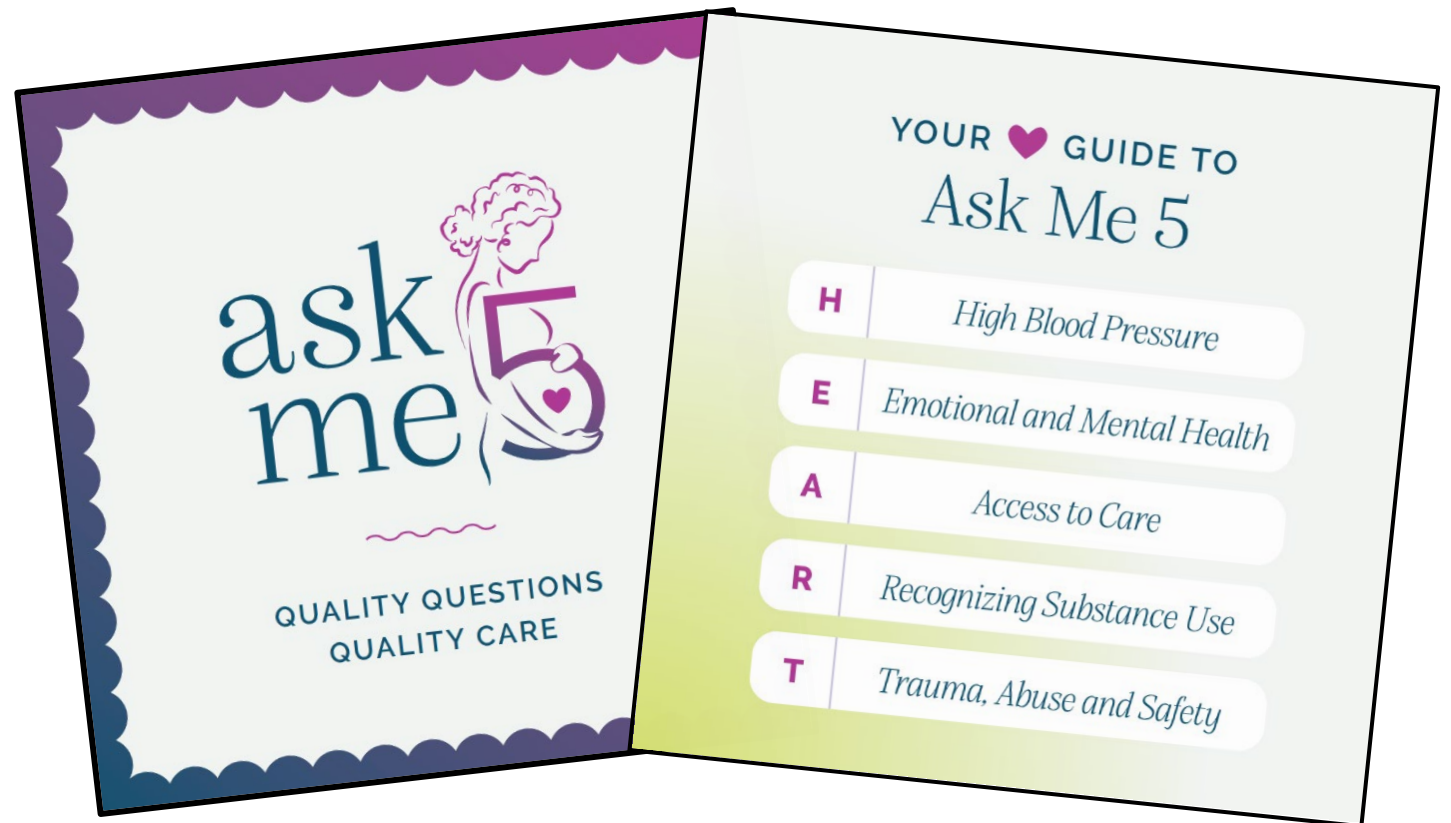 ask
me 5
QUALITY QUESTIONS
QUALITY CARE
YOUR GUIDE TO
Ask Me 5
H High Blood Pressure
E Emotional and Mental Health
A Access to Care
R Recognizing Substance Use
T Trauma, Abuse and Safety